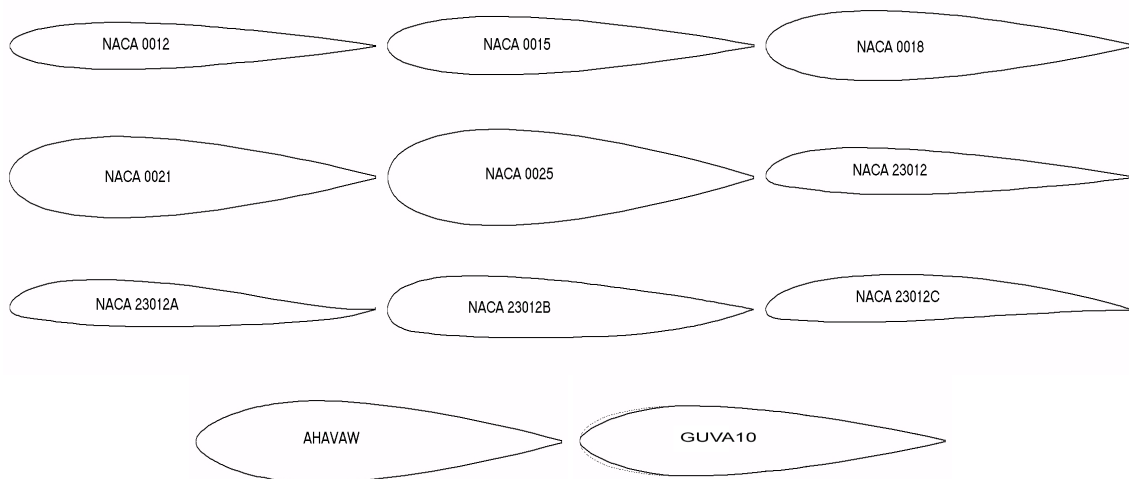 NACA 0012
NACA 0015
NACA 0018
NACA 0021
NACA 0025
NACA 23012
NACA 23012A
NACA 23012B
NACA 23012C
AHAVAW
GUVA10